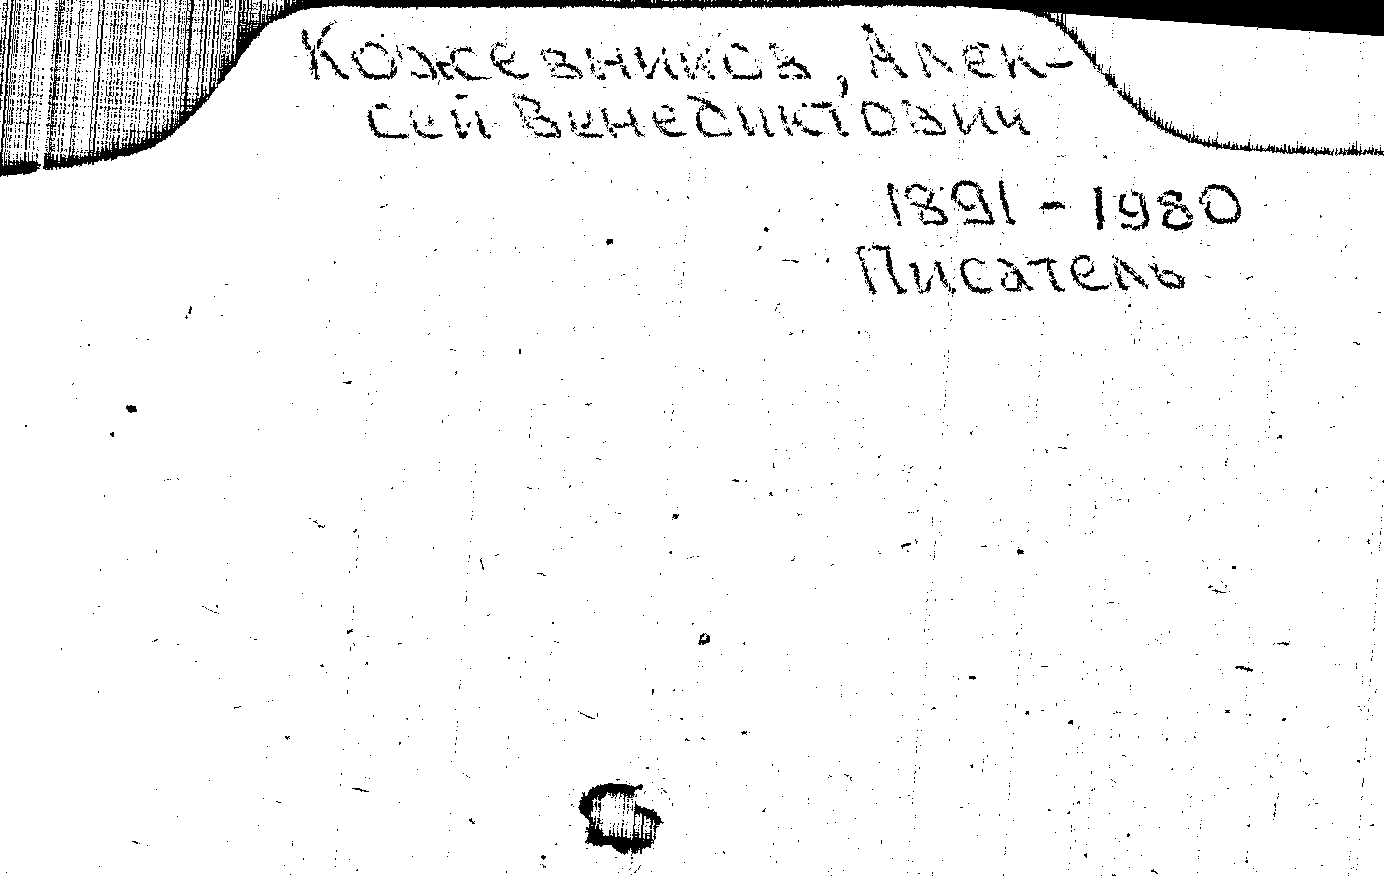 Кожевников, Алек-
сей Венедиктович
1891 - 1980
Писатель